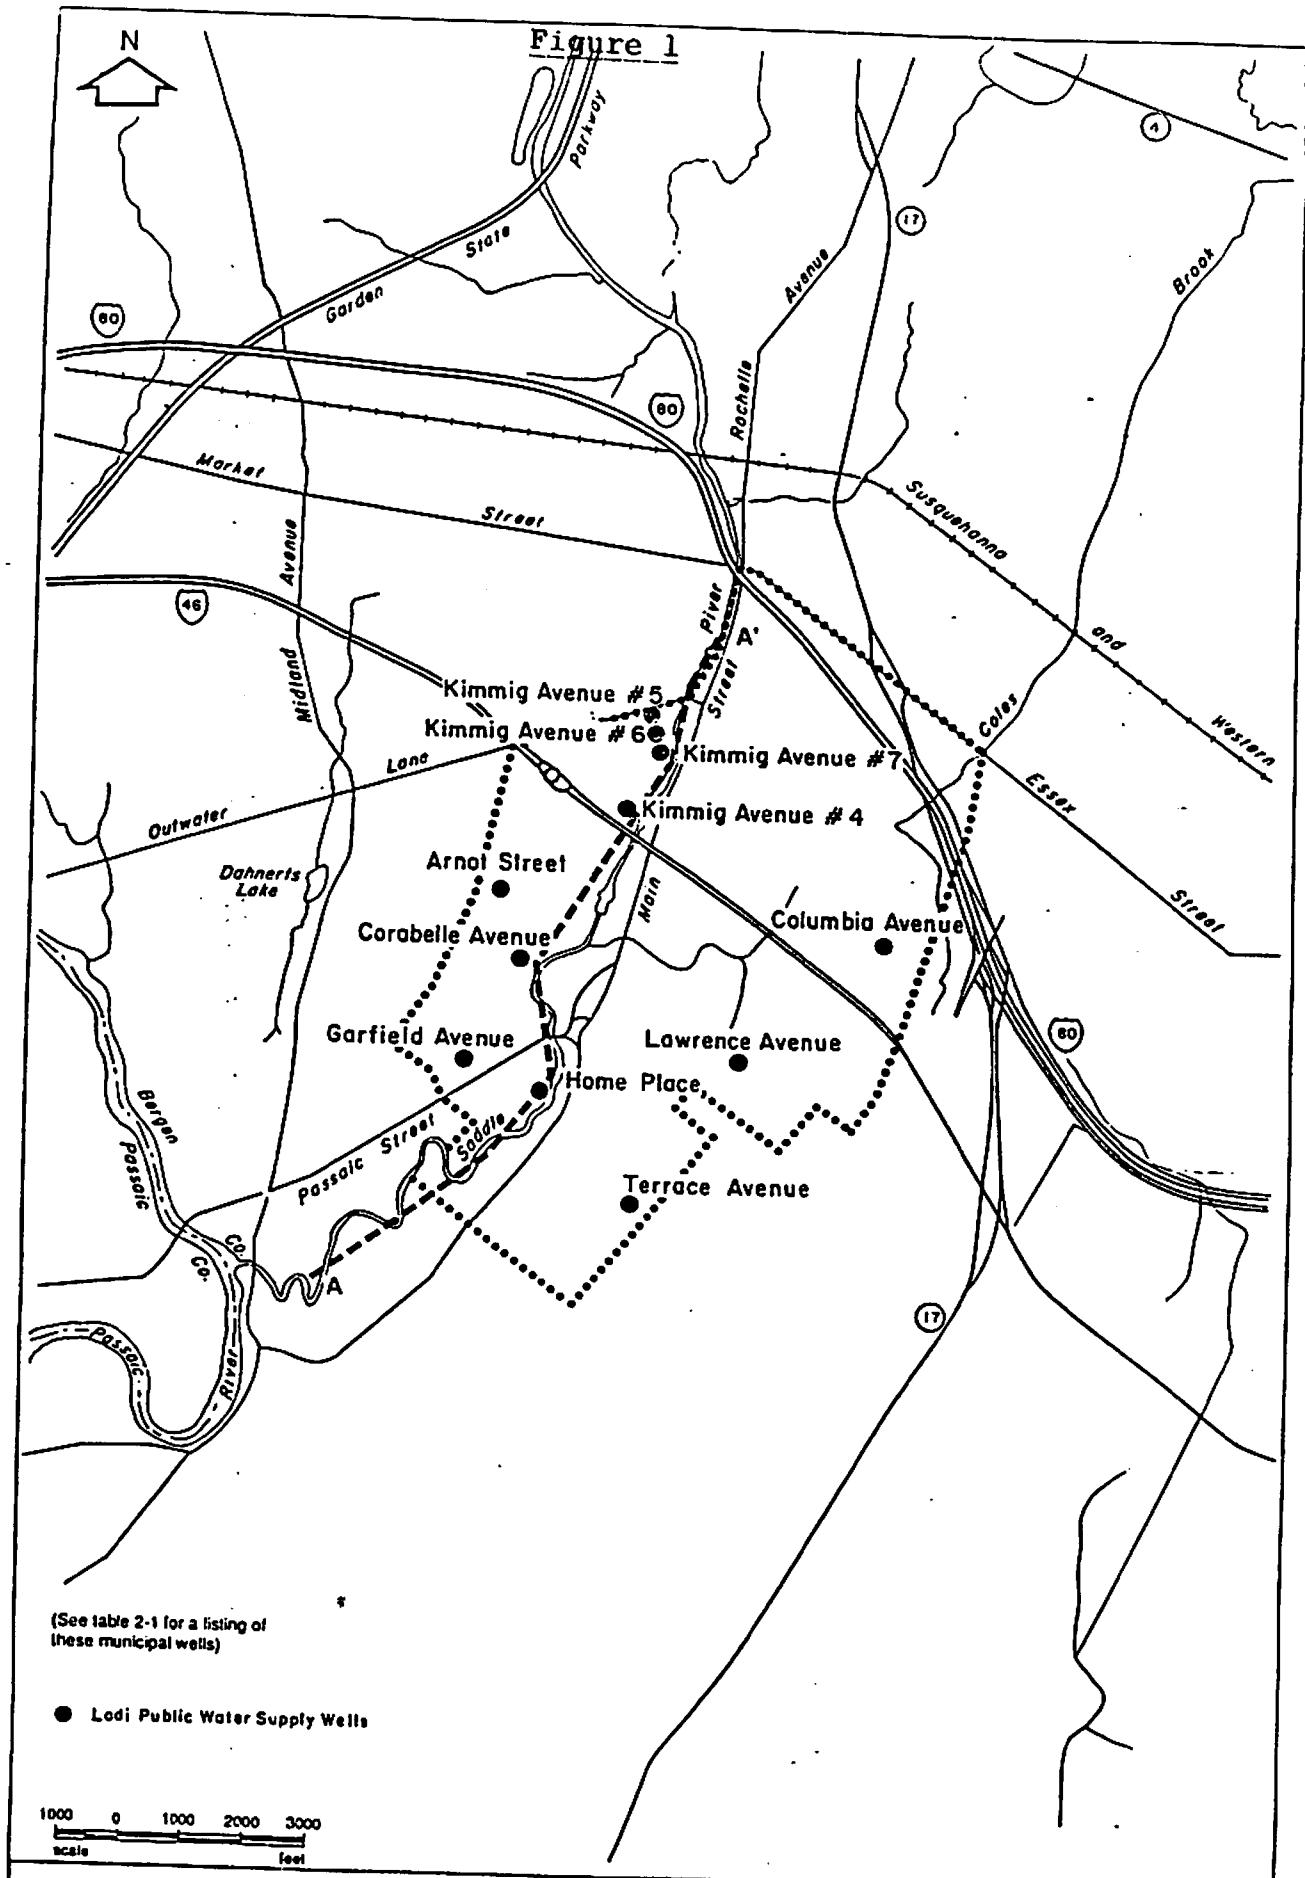 Figure 1
N
Parkway
4
17
State
Brook
Avenue
Garden
80
Rochelle
80
Market
Street
Susquehanna
Avenue
46
River
and
A'
Street
Midland
Kimmig Avenue #5
Western
Coles
Kimmig Avenue #6
Kimmig Avenue #7
Lane
Essex
Outwater
Kimmig Avenue #4
Arnot Street
Dahnerts
Lake
Main
Street
Columbia Avenue
Corabelle Avenue
Garfield Avenue
Lawrence Avenue
80
Home Place
Bergen
Saddle
Passaic Street
Passaic
Terrace Avenue
Co.
Co.
A
17
Passaic
River
(See table 2-1 for a listing of
these municipal wells)
Lodi Public Water Supply Wells
1000 0 1000 2000 3000
scale feet